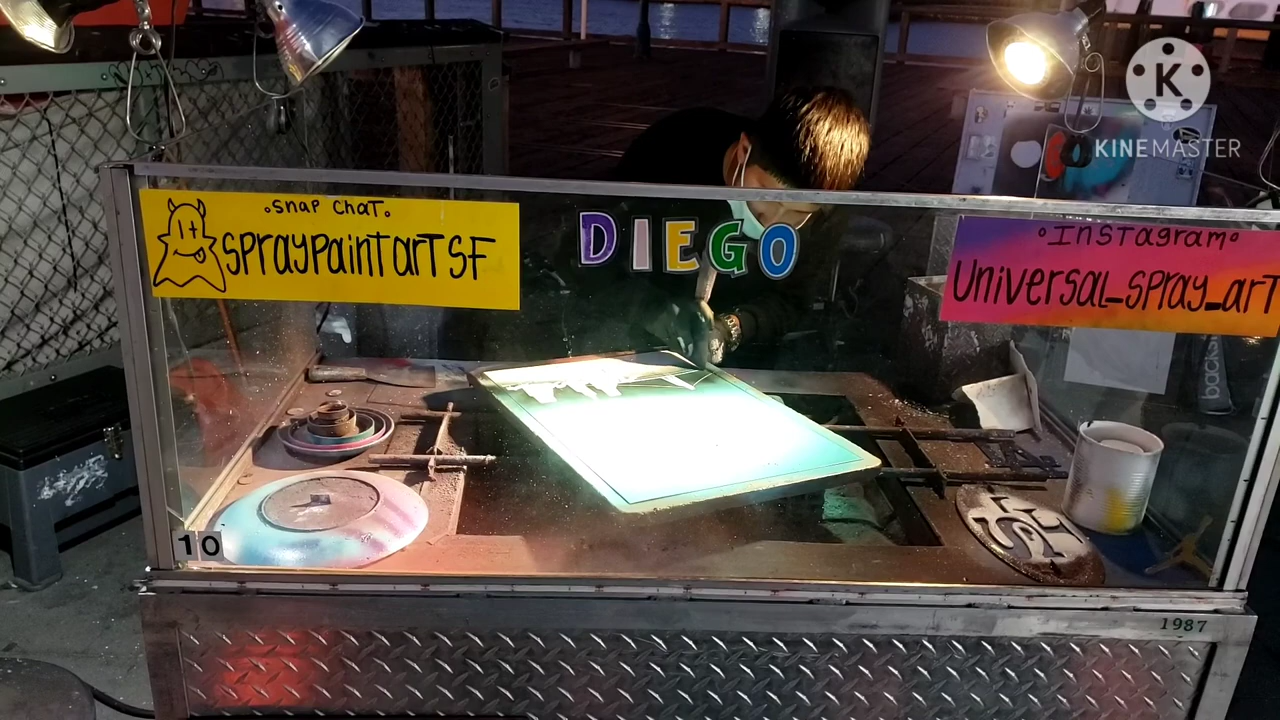 K
KINEMASTER
°snap chaT°
spraypaintarTSF
DIEGO
°InSTagram°
Universal_spray_arT
10
1987